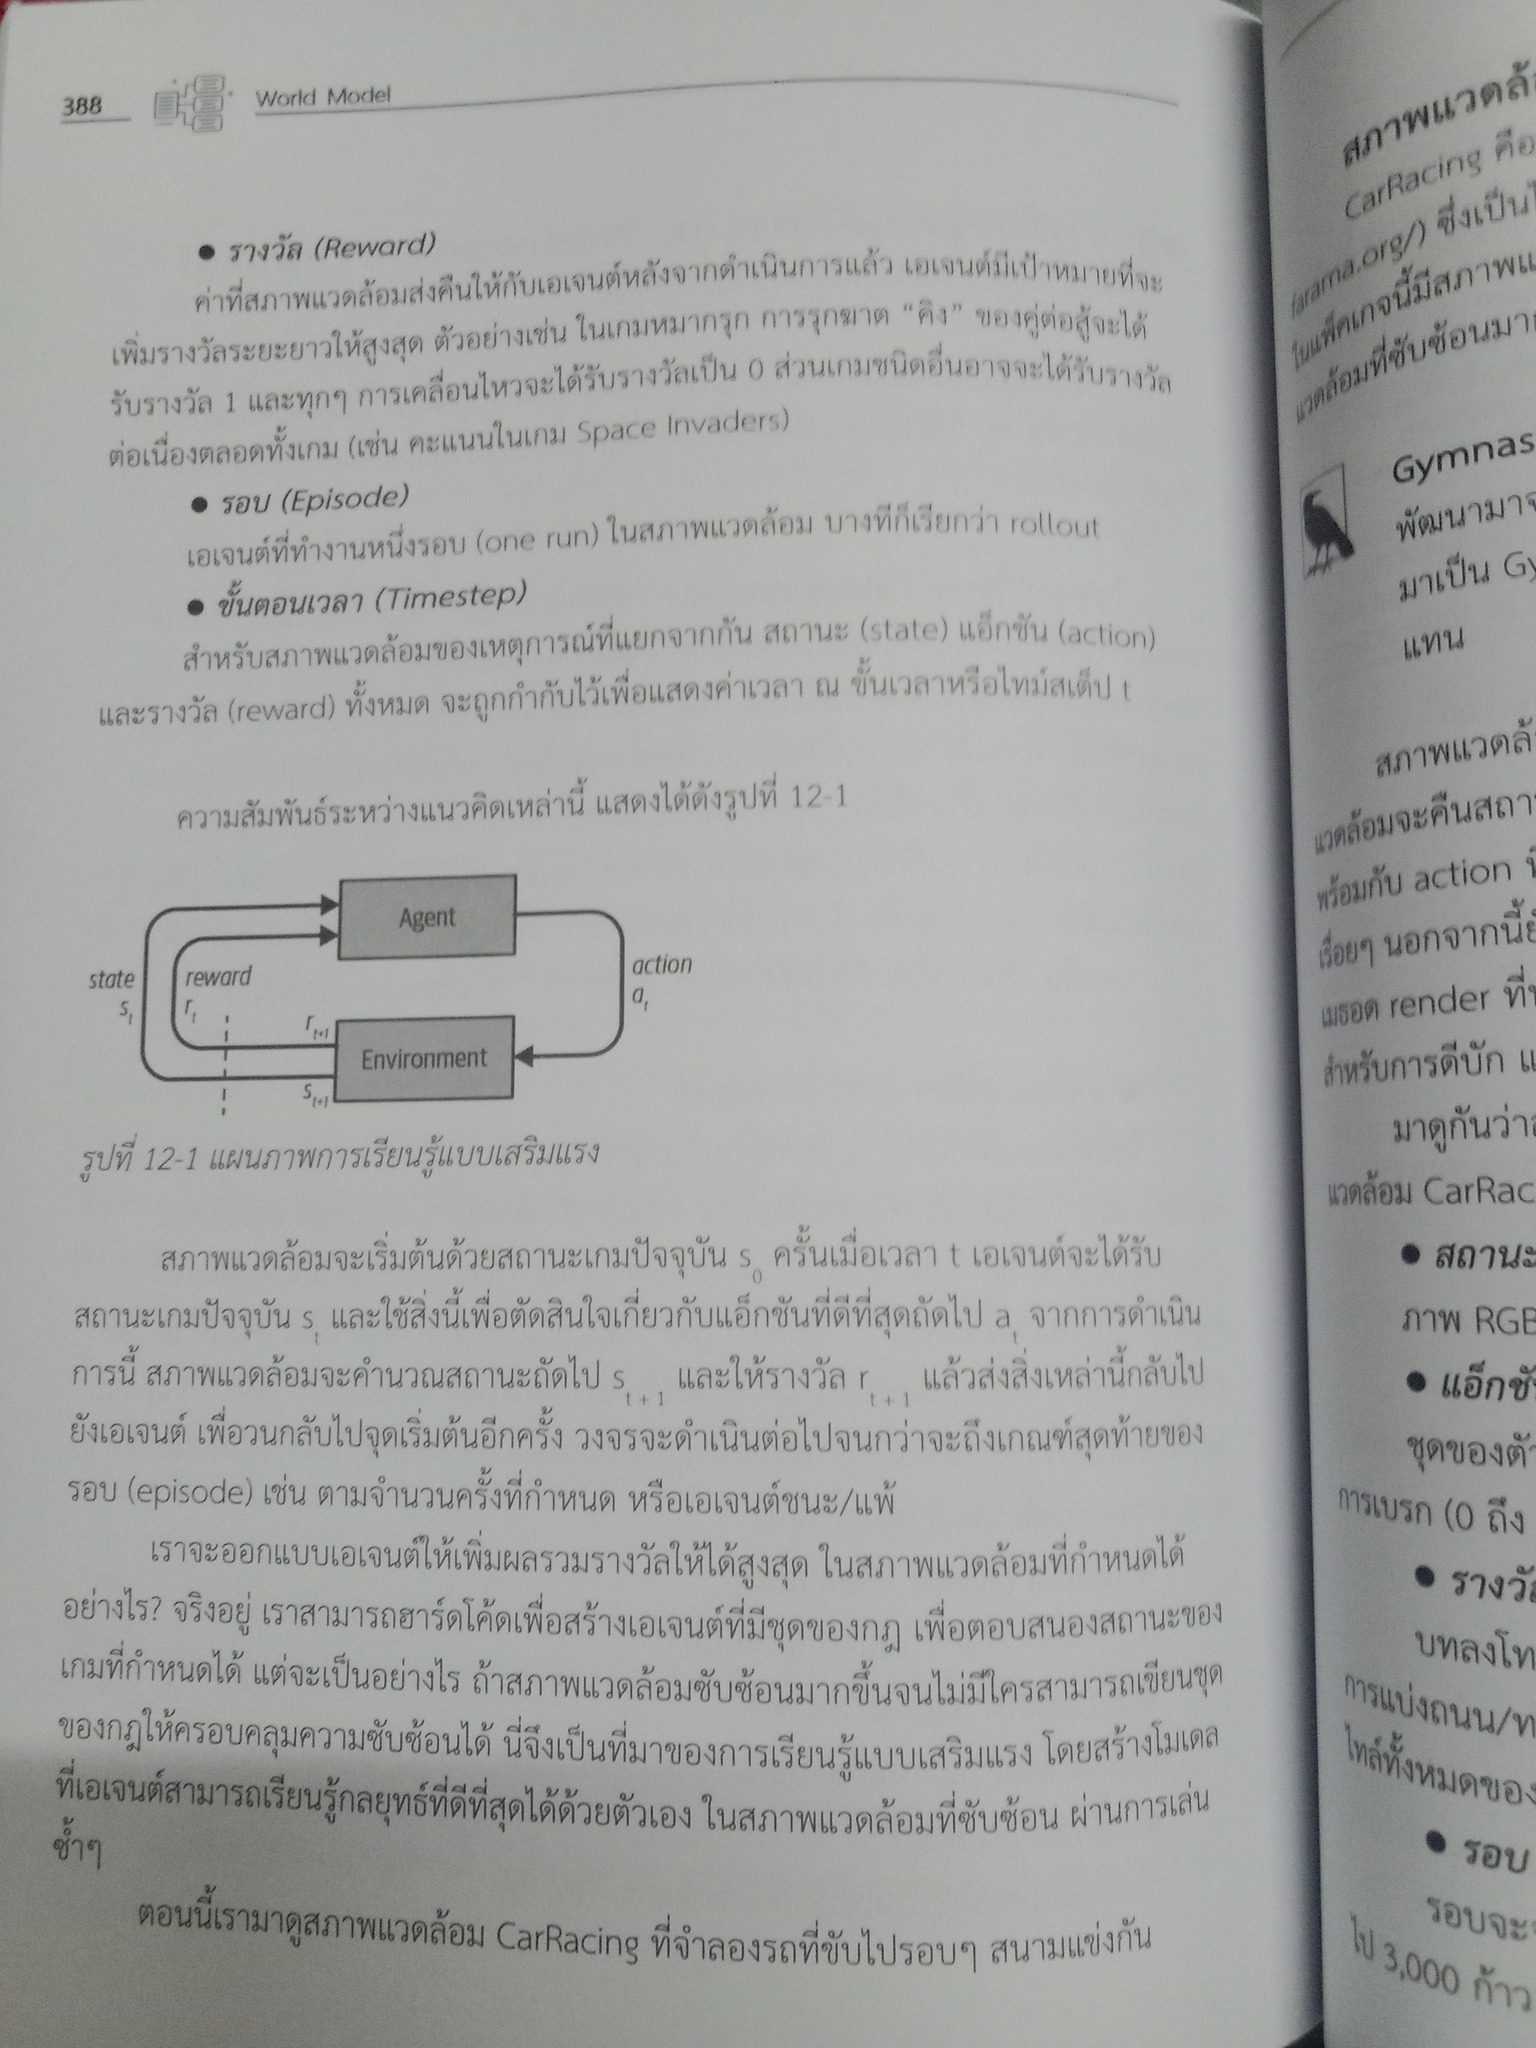 388
World Model
● รางวัล (Reward)
ค่าที่สภาพแวดล้อมส่งคืนให้กับเอเจนต์หลังจากดำเนินการแล้ว เอเจนต์มีเป้าหมายที่จะ
เพิ่มรางวัลระยะยาวให้สูงสุด ตัวอย่างเช่น ในเกมหมากรุก การรุกฆาต “คิง” ของคู่ต่อสู้จะได้
รับรางวัล 1 และทุกๆ การเคลื่อนไหวจะได้รับรางวัลเป็น 0 ส่วนเกมชนิดอื่นอาจจะได้รับรางวัล
ต่อเนื่องตลอดทั้งเกม (เช่น คะแนนในเกม Space Invaders)
● รอบ (Episode)
เอเจนต์ที่ทำงานหนึ่งรอบ (one run) ในสภาพแวดล้อม บางทีก็เรียกว่า rollout
● ขั้นตอนเวลา (Timestep)
สำหรับสภาพแวดล้อมของเหตุการณ์ที่แยกจากกัน สถานะ (state) แอ็กชัน (action)
และรางวัล (reward) ทั้งหมด จะถูกกำกับไว้เพื่อแสดงค่าเวลา ณ ขั้นเวลาหรือไทม์สเต็ป t
ความสัมพันธ์ระหว่างแนวคิดเหล่านี้ แสดงได้ดังรูปที่ 12-1
Agent
state
s_t
reward
r_t
action
a_t
r_t+1
Environment
s_t+1
รูปที่ 12-1 แผนภาพการเรียนรู้แบบเสริมแรง
สภาพแวดล้อมจะเริ่มต้นด้วยสถานะเกมปัจจุบัน s_0 ครั้นเมื่อเวลา t เอเจนต์จะได้รับ
สถานะเกมปัจจุบัน s_t และใช้สิ่งนี้เพื่อตัดสินใจเกี่ยวกับแอ็กชันที่ดีที่สุดถัดไป a_t จากการดำเนิน
การนี้ สภาพแวดล้อมจะคำนวณสถานะถัดไป s_t + 1 และให้รางวัล r_t + 1 แล้วส่งสิ่งเหล่านี้กลับไป
ยังเอเจนต์ เพื่อวนกลับไปจุดเริ่มต้นอีกครั้ง วงจรจะดำเนินต่อไปจนกว่าจะถึงเกณฑ์สุดท้ายของ
รอบ (episode) เช่น ตามจำนวนครั้งที่กำหนด หรือเอเจนต์ชนะ/แพ้
เราจะออกแบบเอเจนต์ให้เพิ่มผลรวมรางวัลให้ได้สูงสุด ในสภาพแวดล้อมที่กำหนดได้
อย่างไร? จริงอยู่ เราสามารถฮาร์ดโค้ดเพื่อสร้างเอเจนต์ที่มีชุดของกฎ เพื่อตอบสนองสถานะของ
เกมที่กำหนดได้ แต่จะเป็นอย่างไร ถ้าสภาพแวดล้อมซับซ้อนมากขึ้นจนไม่มีใครสามารถเขียนชุด
ของกฎให้ครอบคลุมความซับซ้อนได้ นี่จึงเป็นที่มาของการเรียนรู้แบบเสริมแรง โดยสร้างโมเดล
ที่เอเจนต์สามารถเรียนรู้กลยุทธ์ที่ดีที่สุดได้ด้วยตัวเอง ในสภาพแวดล้อมที่ซับซ้อน ผ่านการเล่น
ซ้ำๆ
ตอนนี้เรามาดูสภาพแวดล้อม CarRacing ที่จำลองรถที่ขับไปรอบๆ สนามแข่งกัน
CarRacing คือ
ในแพ็คเกจนี้มีสภาพแ
พัฒนามาจ
มาเป็น Gy
แทน
แวดล้อมจะคืนสถา
พร้อมกับ action
เรื่อยๆ นอกจากนี้ยั
เมธอด render ที่
สำหรับการดีบัก แ
มาดูกันว่า
แวดล้อม CarRac
● สถานะ
ภาพ RGB
● แอ็กชั
ชุดของตัว
การเบรก (0 ถึง
● รางวัล
บทลงโท
การแบ่งถนน/ท
ไทล์ทั้งหมดของ
● รอบ
รอบจะ
ไป 3,000 ก้าว